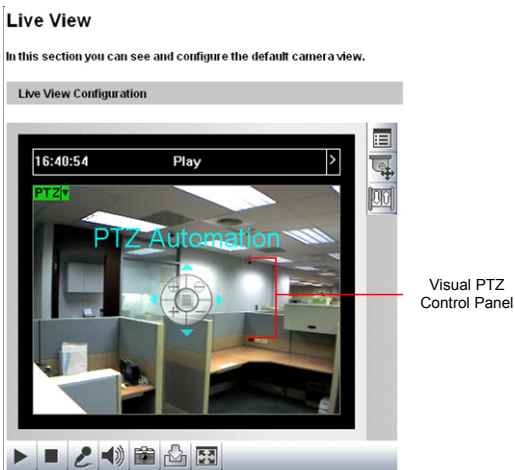 Live View
In this section you can see and configure the default camera view.
Live View Configuration
16:40:54 Play >
PTZ
PTZ Automation
Visual PTZ
Control Panel